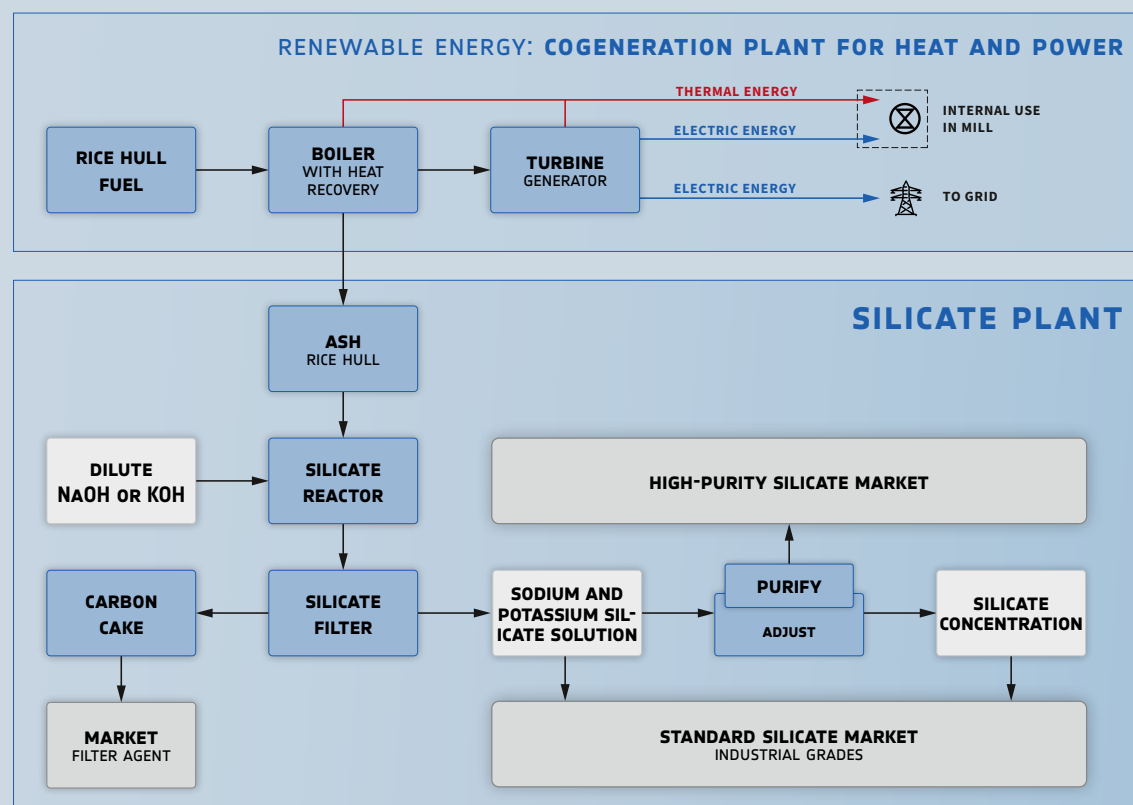 RENEWABLE ENERGY: COGENERATION PLANT FOR HEAT AND POWER
THERMAL ENERGY
INTERNAL USE
IN MILL
ELECTRIC ENERGY
RICE HULL
FUEL
BOILER
WITH HEAT
RECOVERY
TURBINE
GENERATOR
ELECTRIC ENERGY
TO GRID
SILICATE PLANT
ASH
RICE HULL
DILUTE
NaOH OR KOH
SILICATE
REACTOR
HIGH-PURITY SILICATE MARKET
CARBON
CAKE
SILICATE
FILTER
SODIUM AND
POTASSIUM SIL-
ICATE SOLUTION
PURIFY
ADJUST
SILICATE
CONCENTRATION
MARKET
FILTER AGENT
STANDARD SILICATE MARKET
INDUSTRIAL GRADES